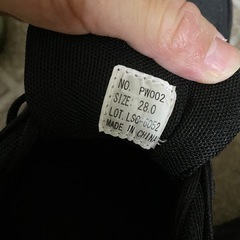 NO. PW002
SIZE: 28.0
LOT. LSG-6052
MADE IN CHINA